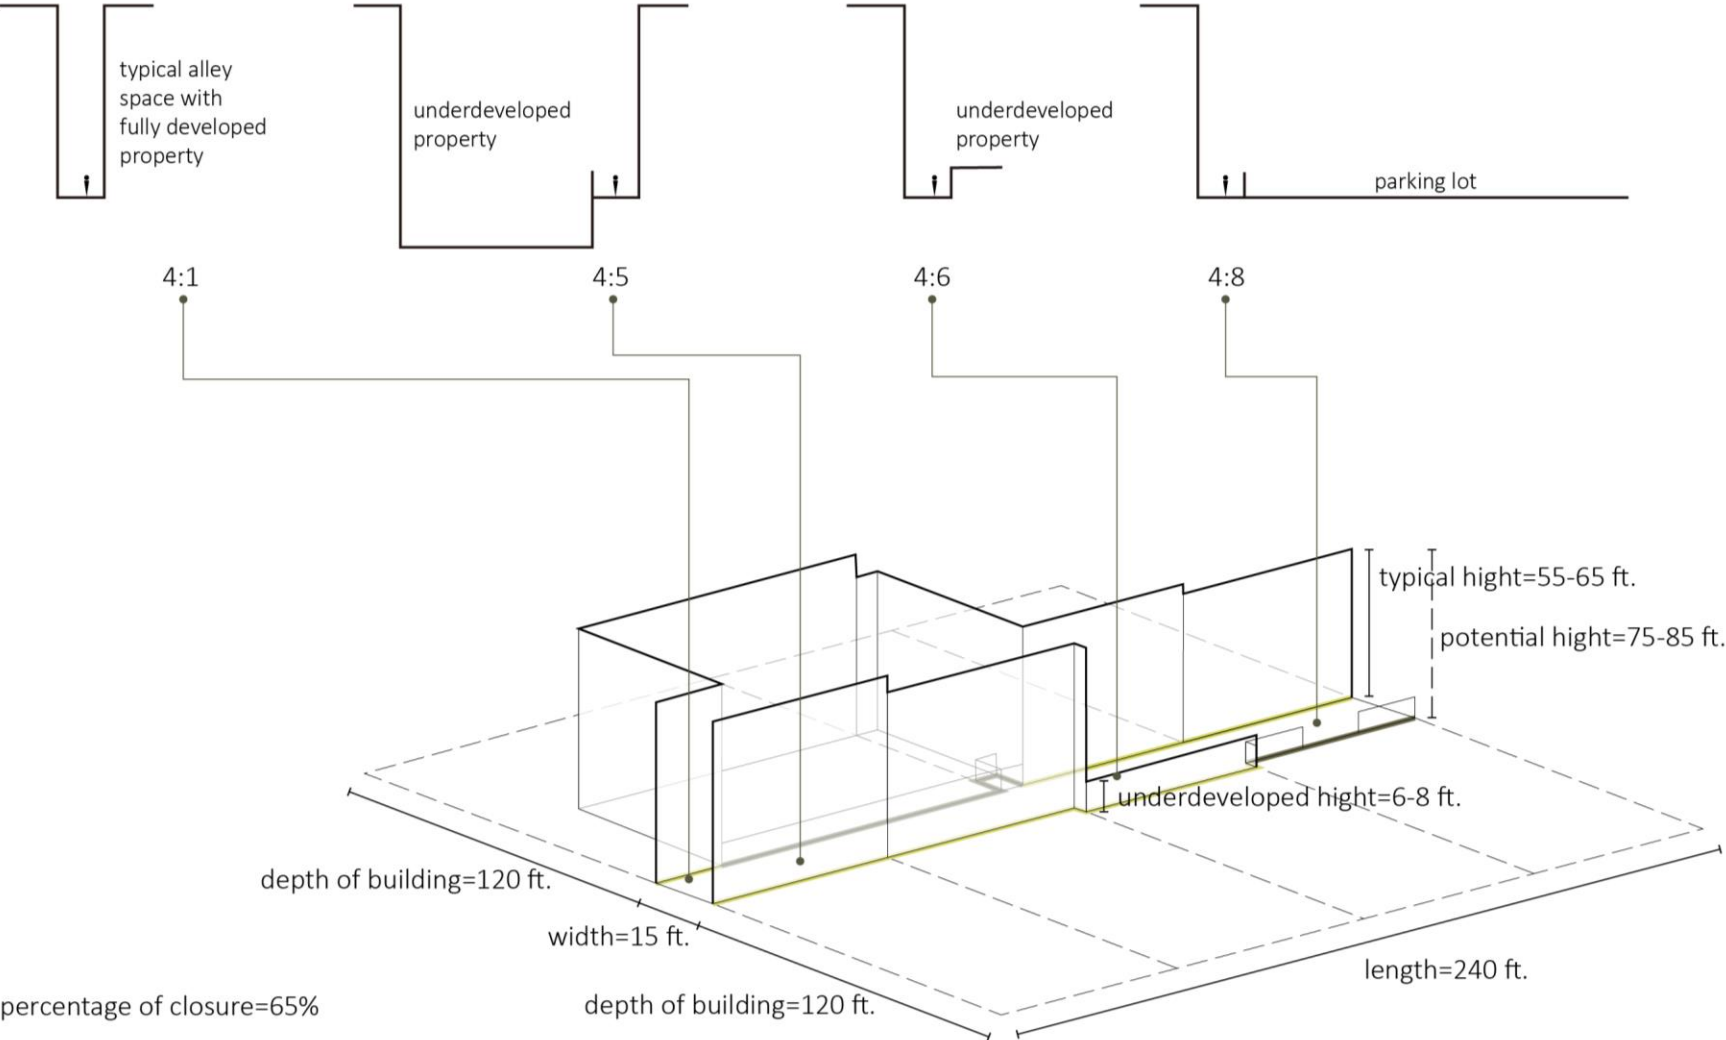 typical alley
space with
fully developed
property
underdeveloped
property
underdeveloped
property
parking lot
4:1
4:5
4:6
4:8
typical hight=55-65 ft.
potential hight=75-85 ft.
underdeveloped hight=6-8 ft.
depth of building=120 ft.
width=15 ft.
length=240 ft.
percentage of closure=65%
depth of building=120 ft.